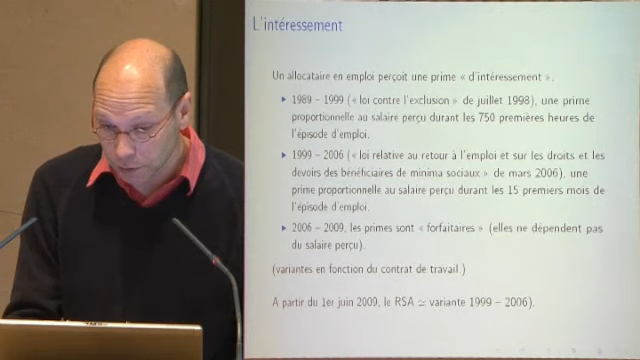 L'intéressement
Un allocataire en emploi perçoit une prime « d'intéressement ».
1989 – 1999 (« loi contre l'exclusion » de juillet 1998), une prime
proportionnelle au salaire perçu durant les 750 premières heures de
l'épisode d'emploi.
1999 – 2006 (« loi relative au retour à l'emploi et sur les droits et les
devoirs des bénéficiaires de minima sociaux » de mars 2006), une
prime proportionnelle au salaire perçu durant les 15 premiers mois de
l'épisode d'emploi.
2006 – 2009, les primes sont « forfaitaires » (elles ne dépendent pas
du salaire perçu).
(variantes en fonction du contrat de travail.)
A partir du 1er juin 2009, le RSA ≃ variante 1999 – 2006).